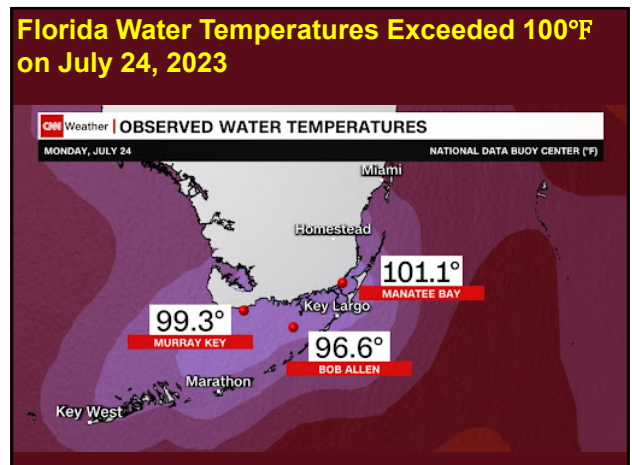 Florida Water Temperatures Exceeded 100°F
on July 24, 2023
CNN Weather | OBSERVED WATER TEMPERATURES
MONDAY, JULY 24 NATIONAL DATA BUOY CENTER (°F)
Miami
Homestead
101.1°
MANATEE BAY
Key Largo
99.3°
MURRAY KEY
96.6°
BOB ALLEN
Marathon
Key West